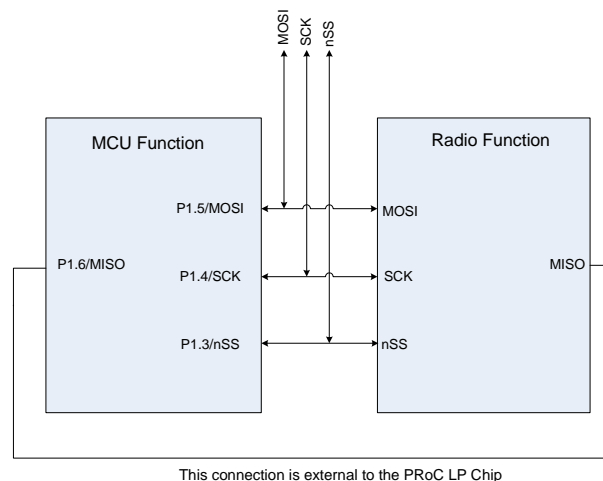 MOSI
SCK
nSS
MCU Function
Radio Function
P1.5/MOSI
MOSI
P1.6/MISO
P1.4/SCK
SCK
MISO
P1.3/nSS
nSS
This connection is external to the PRoC LP Chip